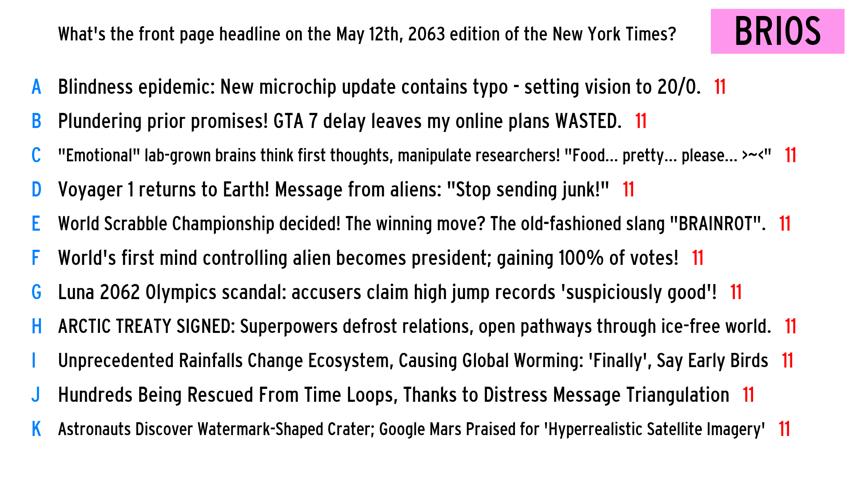 What's the front page headline on the May 12th, 2063 edition of the New York Times?
BRIOS
A Blindness epidemic: New microchip update contains typo - setting vision to 20/0. 11
B Plundering prior promises! GTA 7 delay leaves my online plans WASTED. 11
C "Emotional" lab-grown brains think first thoughts, manipulate researchers! "Food... pretty... please... >~<" 11
D Voyager 1 returns to Earth! Message from aliens: "Stop sending junk!" 11
E World Scrabble Championship decided! The winning move? The old-fashioned slang "BRAINROT". 11
F World's first mind controlling alien becomes president; gaining 100% of votes! 11
G Luna 2062 Olympics scandal: accusers claim high jump records 'suspiciously good'! 11
H ARCTIC TREATY SIGNED: Superpowers defrost relations, open pathways through ice-free world. 11
I Unprecedented Rainfalls Change Ecosystem, Causing Global Worming: 'Finally', Say Early Birds 11
J Hundreds Being Rescued From Time Loops, Thanks to Distress Message Triangulation 11
K Astronauts Discover Watermark-Shaped Crater; Google Mars Praised for 'Hyperrealistic Satellite Imagery' 11